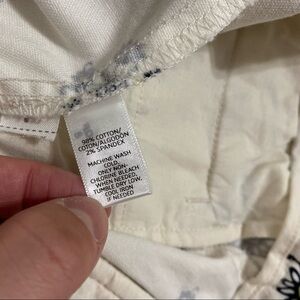 98% COTTON/
COTON/ALGODON
2% SPANDEX
MACHINE WASH
COLD,
ONLY NON
CHLORINE BLEACH
WHEN NEEDED,
TUMBLE DRY LOW,
COOL IRON
IF NEEDED